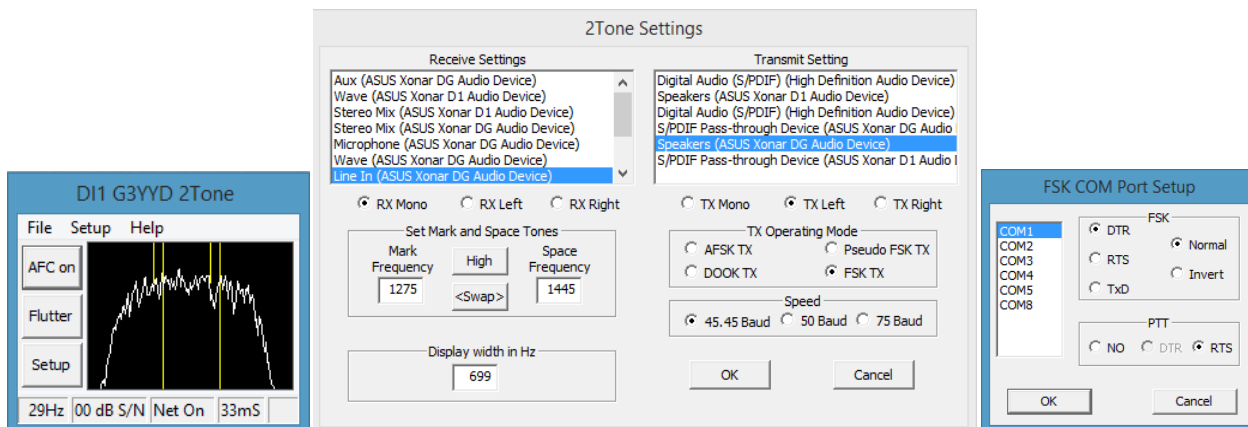 DI1 G3YYD 2Tone
File Setup Help
AFC on
Flutter
Setup
29Hz 00 dB S/N Net On 33mS
2Tone Settings
Receive Settings
Aux (ASUS Xonar DG Audio Device)
Wave (ASUS Xonar D1 Audio Device)
Stereo Mix (ASUS Xonar D1 Audio Device)
Stereo Mix (ASUS Xonar DG Audio Device)
Microphone (ASUS Xonar DG Audio Device)
Wave (ASUS Xonar DG Audio Device)
Line In (ASUS Xonar DG Audio Device)
RX Mono RX Left RX Right
Set Mark and Space Tones
Mark Frequency High Space Frequency
1275 <Swap> 1445
Display width in Hz
699
Transmit Setting
Digital Audio (S/PDIF) (High Definition Audio Device)
Speakers (ASUS Xonar D1 Audio Device)
Digital Audio (S/PDIF) (High Definition Audio Device)
S/PDIF Pass-through Device (ASUS Xonar DG Audio
Speakers (ASUS Xonar DG Audio Device)
S/PDIF Pass-through Device (ASUS Xonar D1 Audio
TX Mono TX Left TX Right
TX Operating Mode
AFSK TX Pseudo FSK TX
DOOK TX FSK TX
Speed
45.45 Baud 50 Baud 75 Baud
OK Cancel
FSK COM Port Setup
COM1
COM2
COM3
COM4
COM5
COM8
FSK
DTR
RTS
TxD
Normal
Invert
PTT
NO DTR RTS
OK Cancel